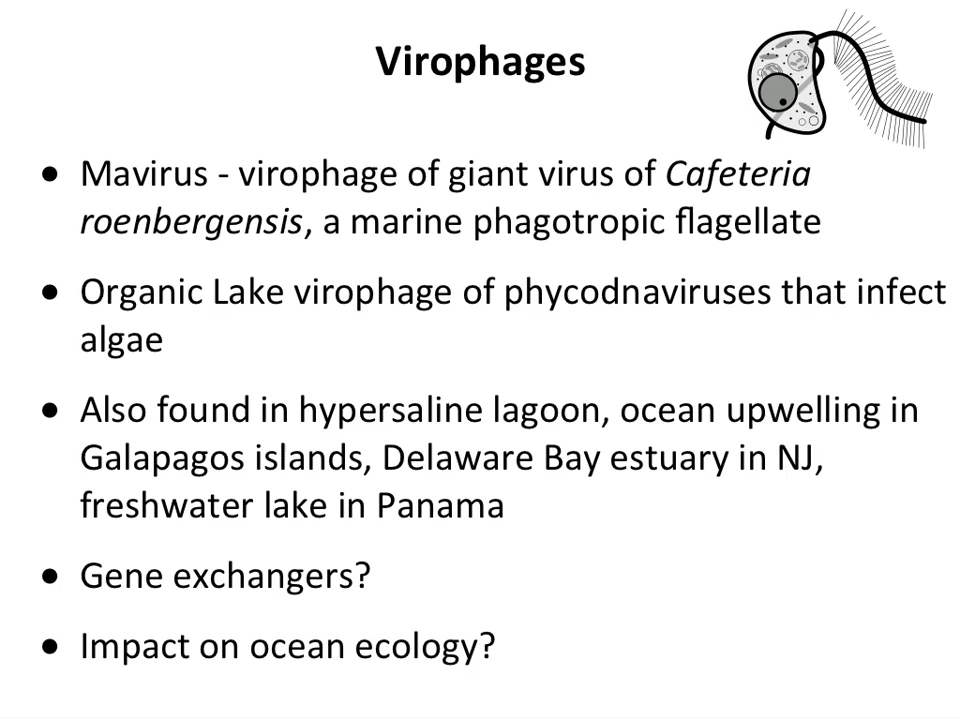 Virophages
• Mavirus - virophage of giant virus of Cafeteria
roenbergensis, a marine phagotropic flagellate
• Organic Lake virophage of phycodnaviruses that infect
algae
• Also found in hypersaline lagoon, ocean upwelling in
Galapagos islands, Delaware Bay estuary in NJ,
freshwater lake in Panama
• Gene exchangers?
• Impact on ocean ecology?